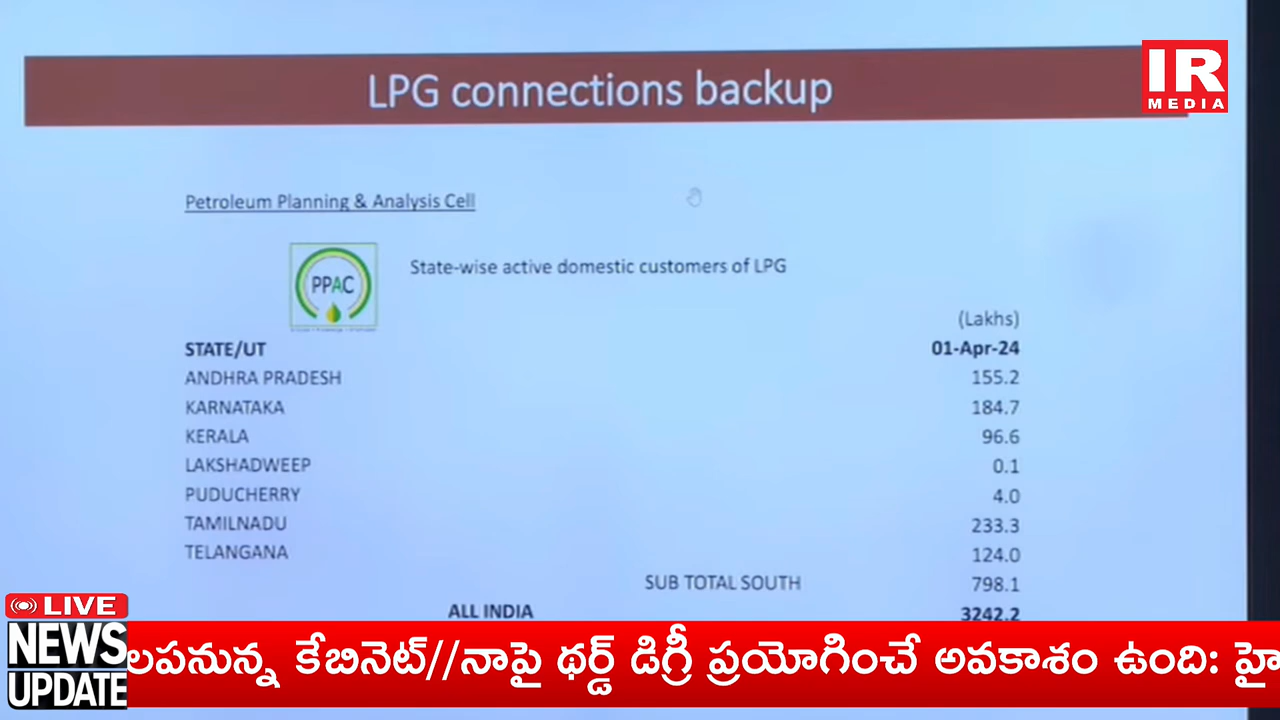 LPG connections backup
IR
MEDIA
Petroleum Planning & Analysis Cell
PPAC
State-wise active domestic customers of LPG
(Lakhs)
STATE/UT 01-Apr-24
ANDHRA PRADESH 155.2
KARNATAKA 184.7
KERALA 96.6
LAKSHADWEEP 0.1
PUDUCHERRY 4.0
TAMILNADU 233.3
TELANGANA 124.0
SUB TOTAL SOUTH 798.1
ALL INDIA 3242.2
LIVE
NEWS
UPDATE
లపనున్న కేబినెట్//నాపై థర్డ్ డిగ్రీ ప్రయోగించే అవకాశం ఉంది: హై